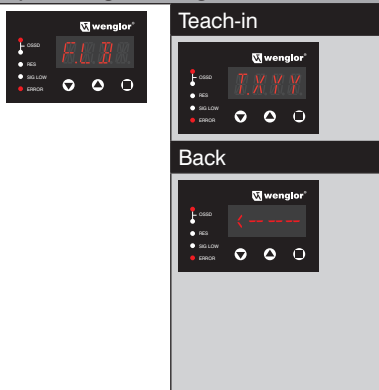 wenglor®
F.L.B
OSSD
RES
SIG LOW
ERROR
Teach-in
wenglor®
T.XYY
OSSD
RES
SIG LOW
ERROR
Back
wenglor®
<----
OSSD
RES
SIG LOW
ERROR